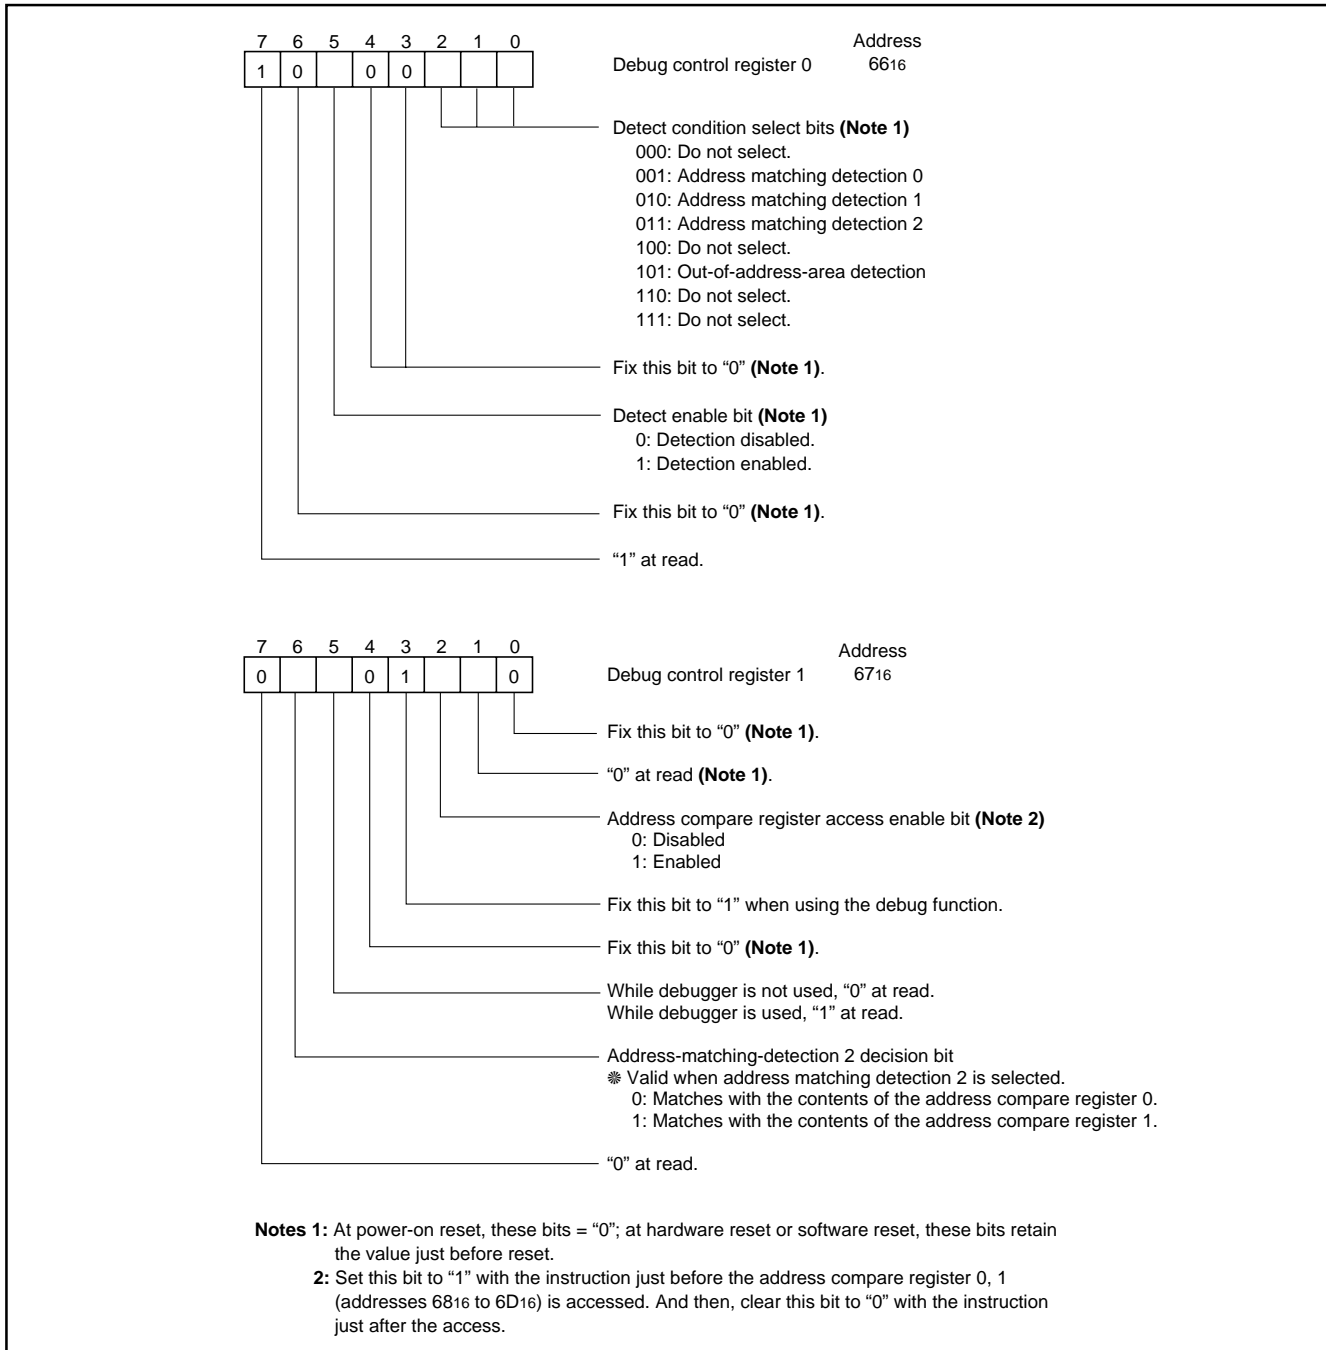 7 6 5 4 3 2 1 0 Address
1 0 0 0 Debug control register 0 6616
Detect condition select bits (Note 1)
000: Do not select.
001: Address matching detection 0
010: Address matching detection 1
011: Address matching detection 2
100: Do not select.
101: Out-of-address-area detection
110: Do not select.
111: Do not select.
Fix this bit to “0” (Note 1).
Detect enable bit (Note 1)
0: Detection disabled.
1: Detection enabled.
Fix this bit to “0” (Note 1).
“1” at read.
7 6 5 4 3 2 1 0 Address
0 0 1 0 Debug control register 1 6716
Fix this bit to “0” (Note 1).
“0” at read (Note 1).
Address compare register access enable bit (Note 2)
0: Disabled
1: Enabled
Fix this bit to “1” when using the debug function.
Fix this bit to “0” (Note 1).
While debugger is not used, “0” at read.
While debugger is used, “1” at read.
Address-matching-detection 2 decision bit
❈ Valid when address matching detection 2 is selected.
0: Matches with the contents of the address compare register 0.
1: Matches with the contents of the address compare register 1.
“0” at read.
Notes 1: At power-on reset, these bits = “0”; at hardware reset or software reset, these bits retain
the value just before reset.
2: Set this bit to “1” with the instruction just before the address compare register 0, 1
(addresses 6816 to 6D16) is accessed. And then, clear this bit to “0” with the instruction
just after the access.